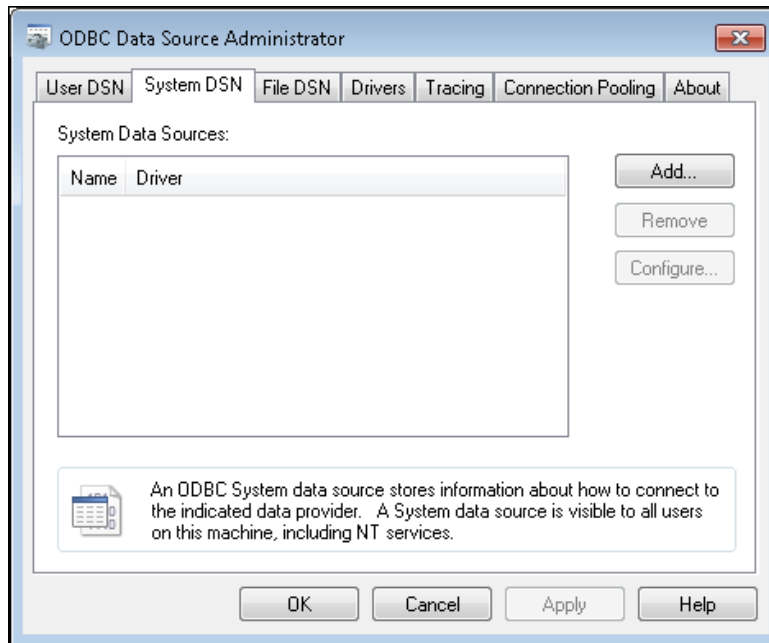 ODBC Data Source Administrator
User DSN System DSN File DSN Drivers Tracing Connection Pooling About
System Data Sources:
Name Driver
Add...
Remove
Configure...
An ODBC System data source stores information about how to connect to
the indicated data provider. A System data source is visible to all users
on this machine, including NT services.
OK Cancel Apply Help